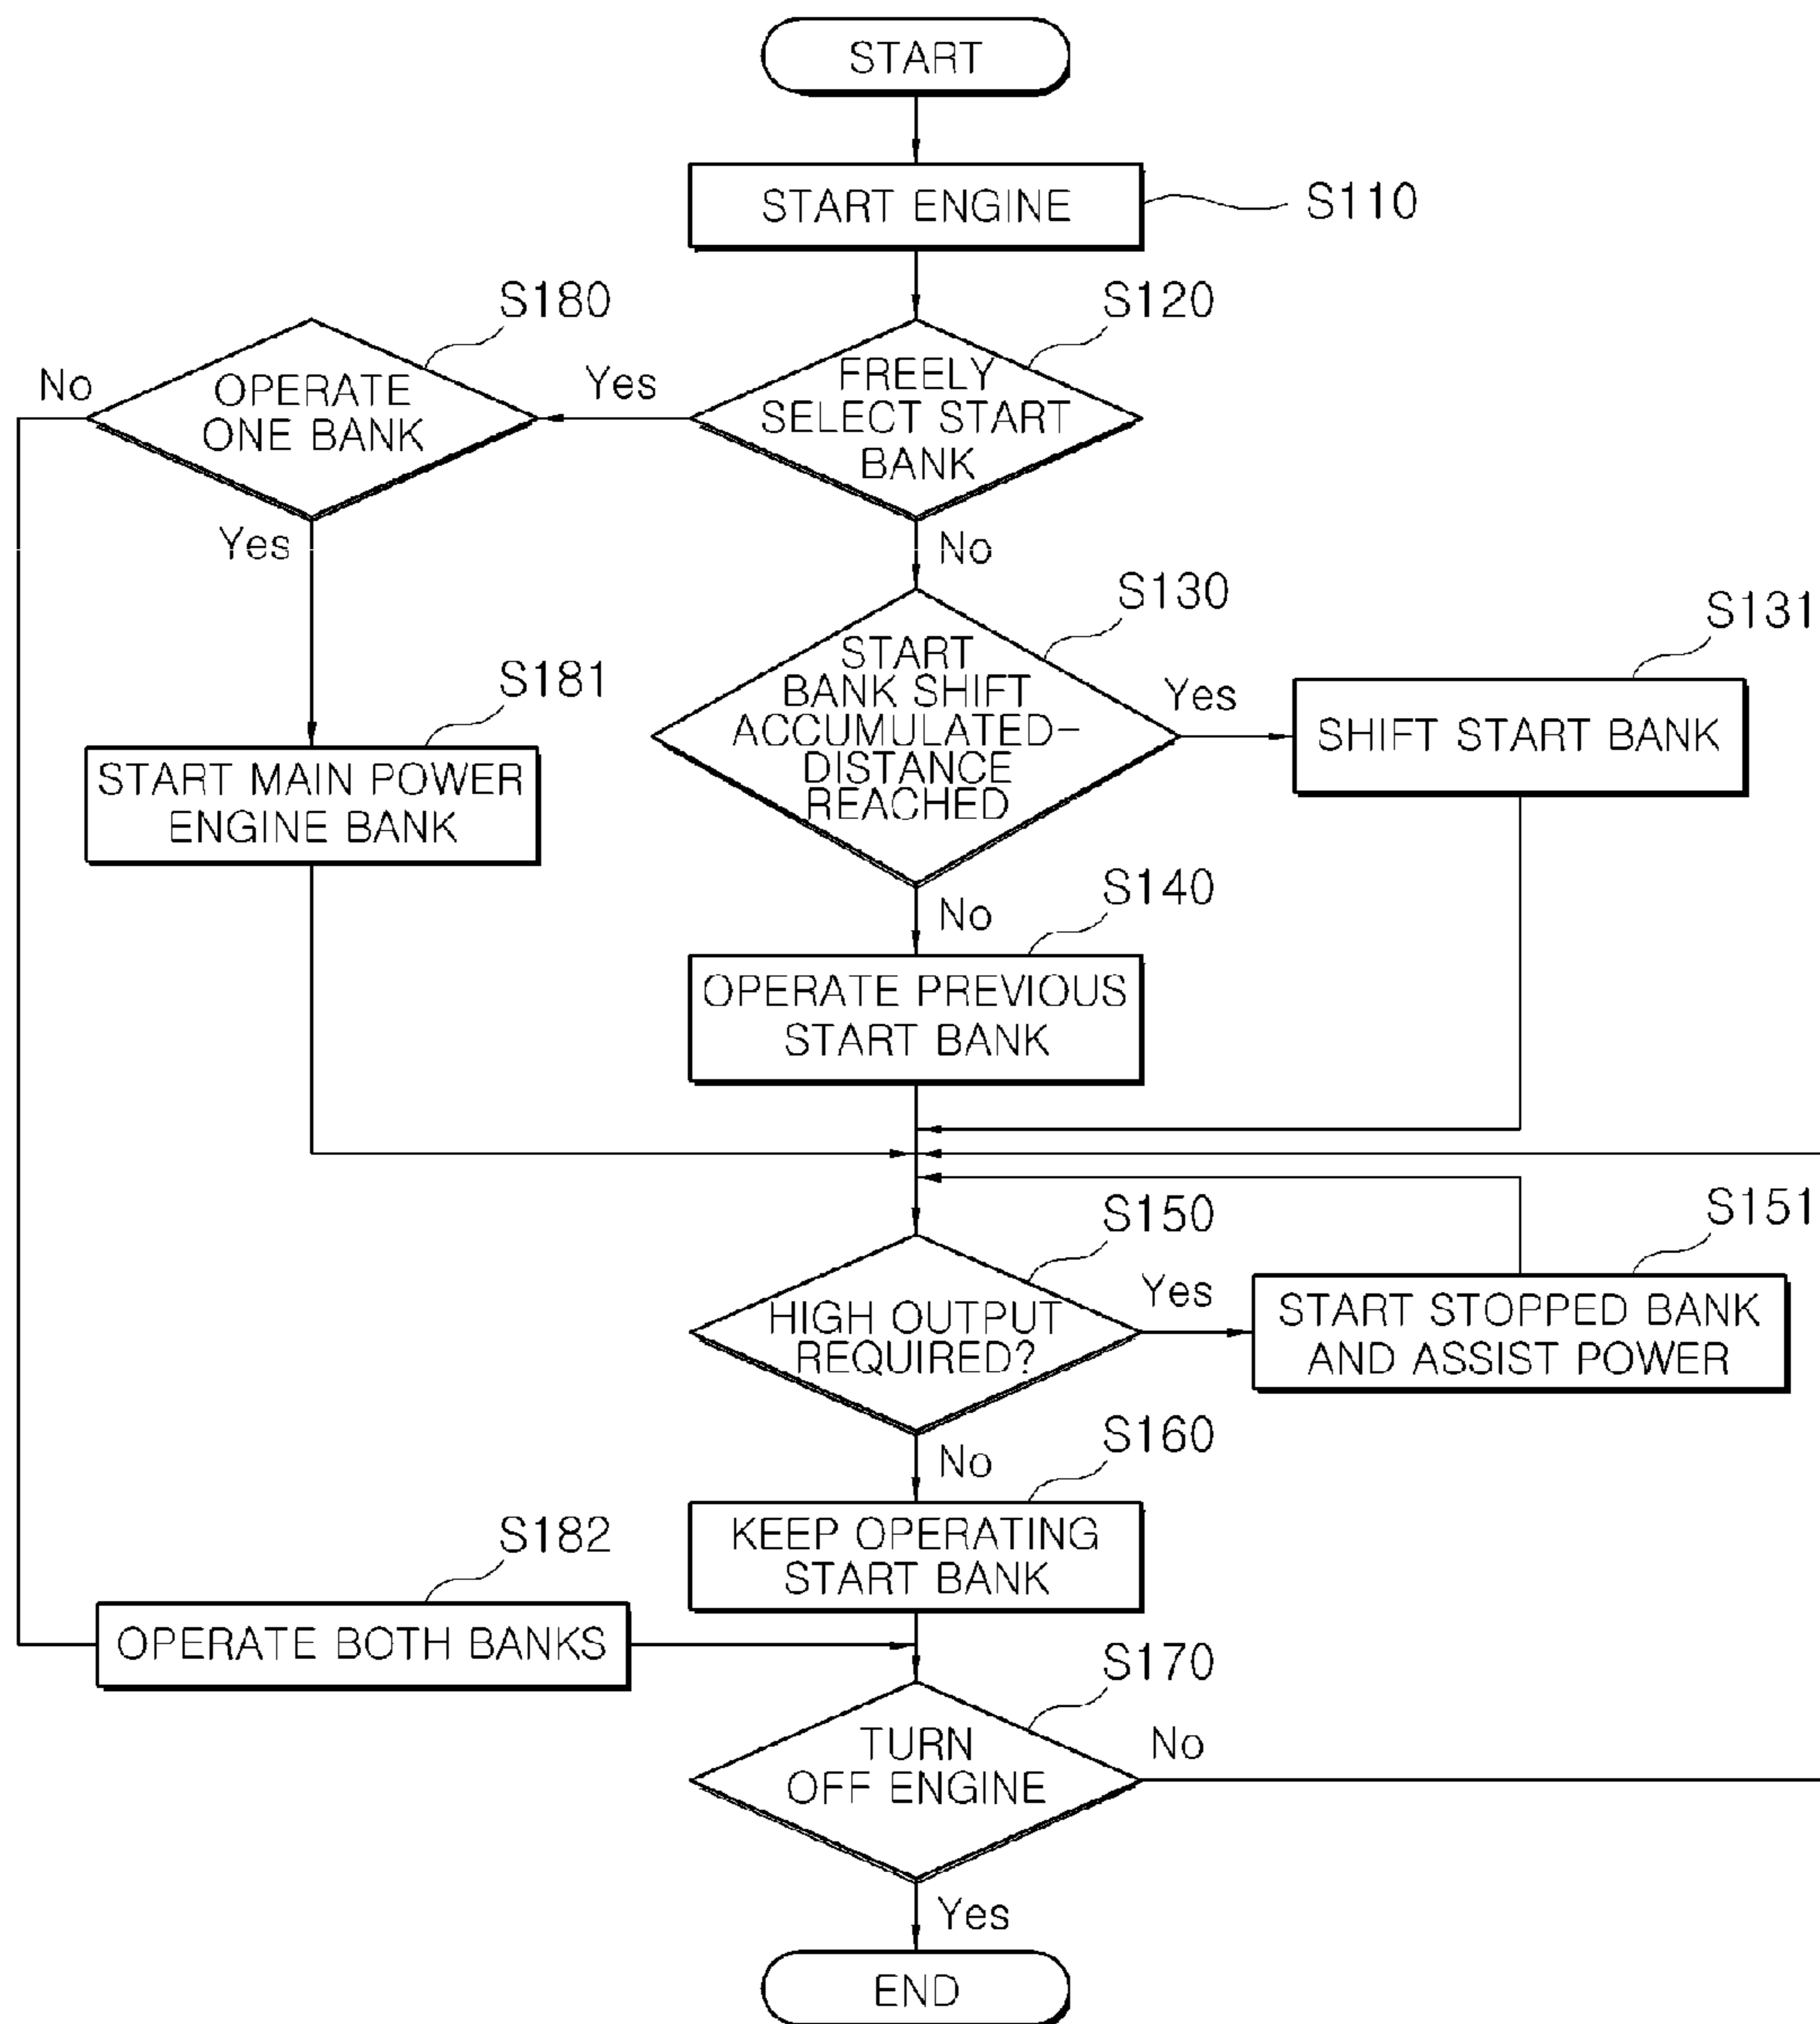 START
START ENGINE
S110
S180
S120
No
OPERATE
ONE BANK
Yes
FREELY
SELECT START
BANK
Yes
No
S130
S131
START
BANK SHIFT
ACCUMULATED-
DISTANCE
REACHED
Yes
SHIFT START BANK
S181
START MAIN POWER
ENGINE BANK
No
S140
OPERATE PREVIOUS
START BANK
S150
S151
HIGH OUTPUT
REQUIRED?
Yes
START STOPPED BANK
AND ASSIST POWER
No
S160
KEEP OPERATING
START BANK
S182
OPERATE BOTH BANKS
S170
TURN
OFF ENGINE
No
Yes
END